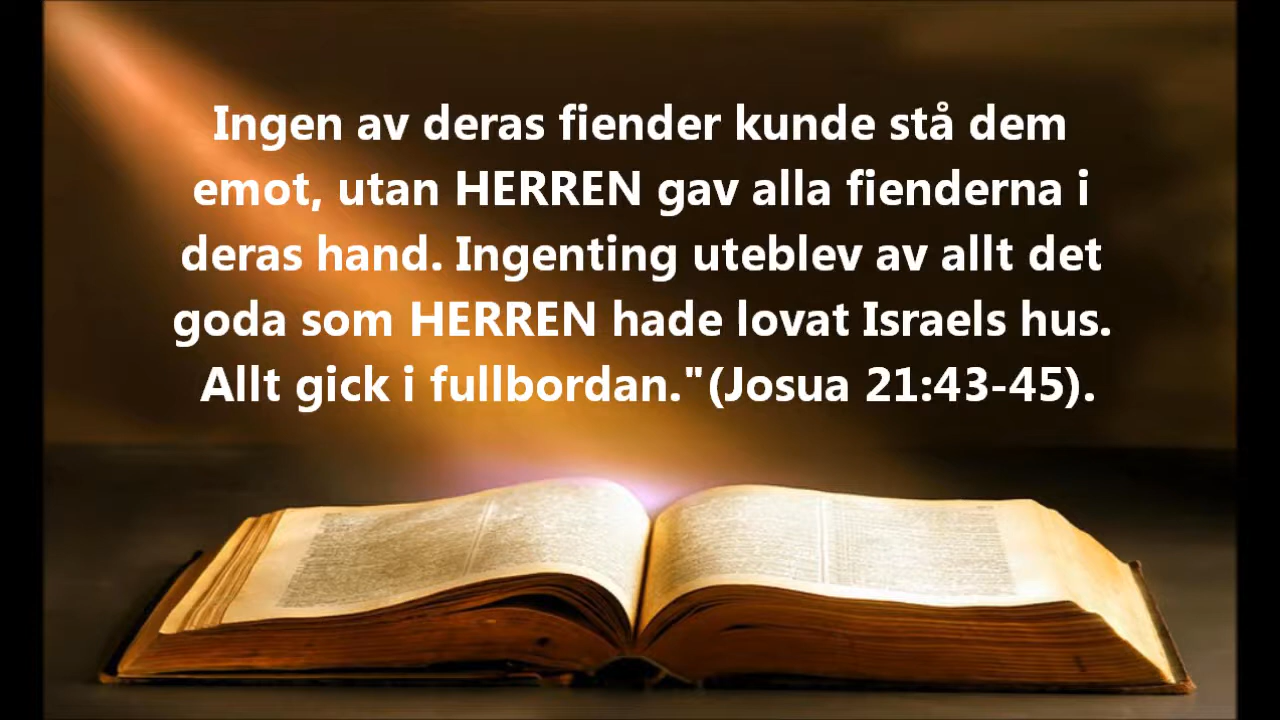 Ingen av deras fiender kunde stå dem
emot, utan HERREN gav alla fienderna i
deras hand. Ingenting uteblev av allt det
goda som HERREN hade lovat Israels hus.
Allt gick i fullbordan."(Josua 21:43-45).